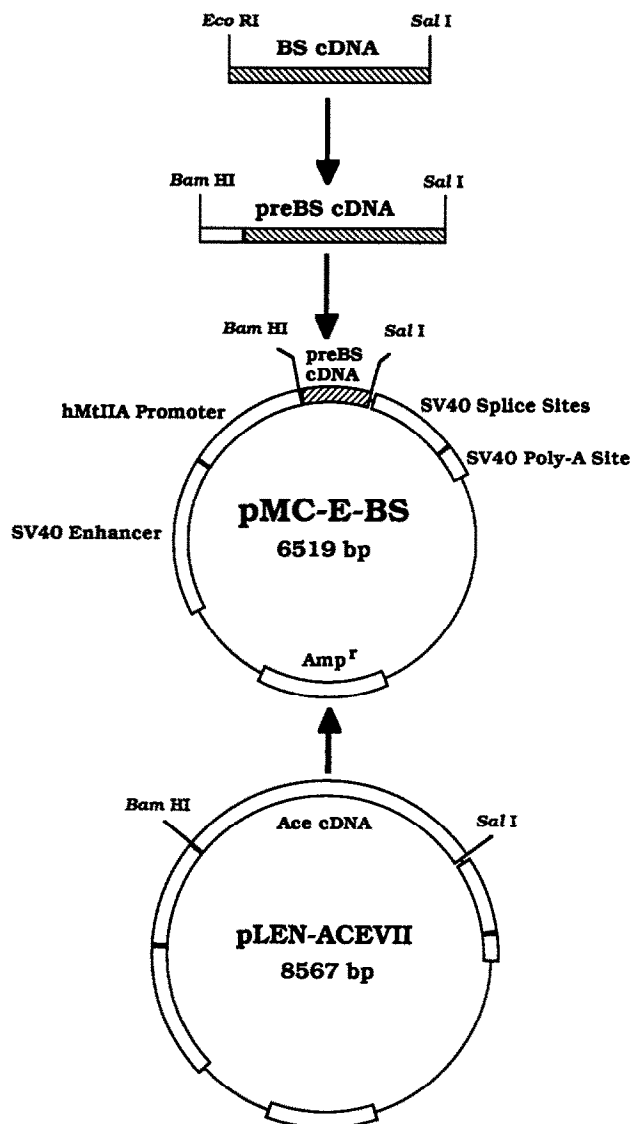 Eco RI
Sal I
BS cDNA
Bam HI
Sal I
preBS cDNA
Bam HI
Sal I
preBS
cDNA
hMtIIA Promoter
SV40 Splice Sites
SV40 Poly-A Site
pMC-E-BS
6519 bp
SV40 Enhancer
Amp r
Bam HI
Ace cDNA
Sal I
pLEN-ACEVII
8567 bp